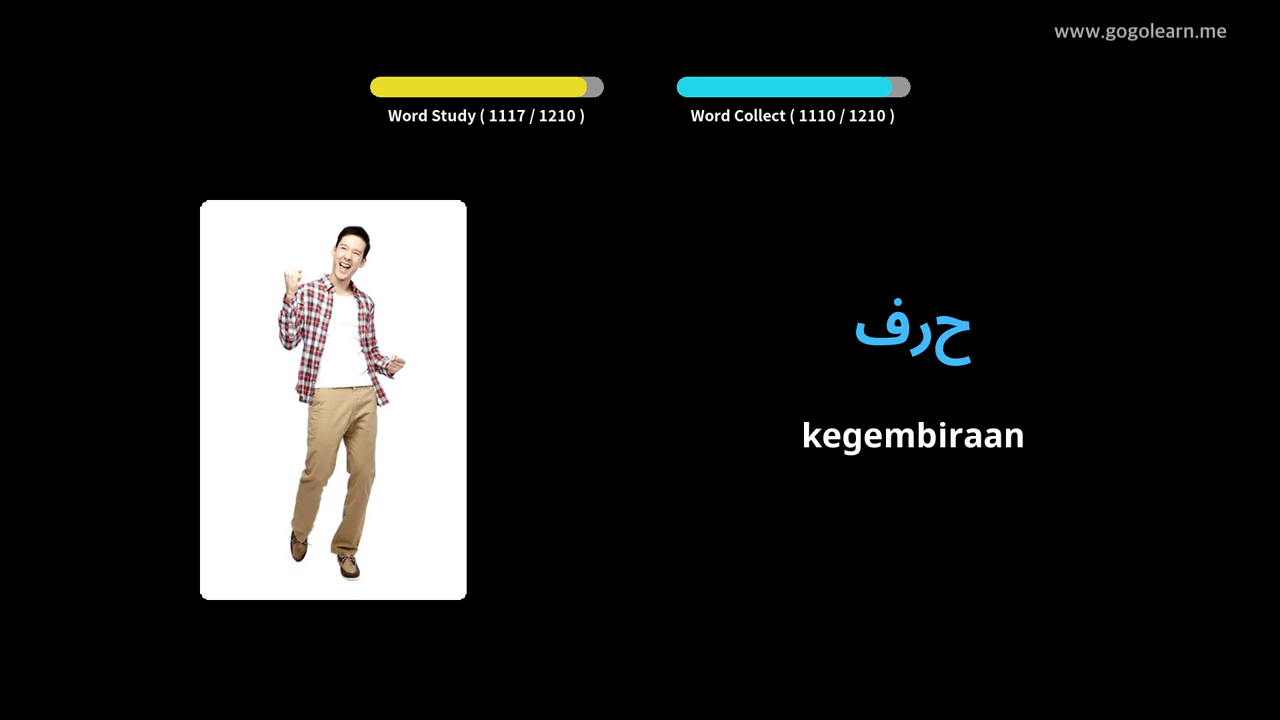 www.gogolearn.me
Word Study ( 1117 / 1210 )
Word Collect ( 1110 / 1210 )
حرف
kegembiraan